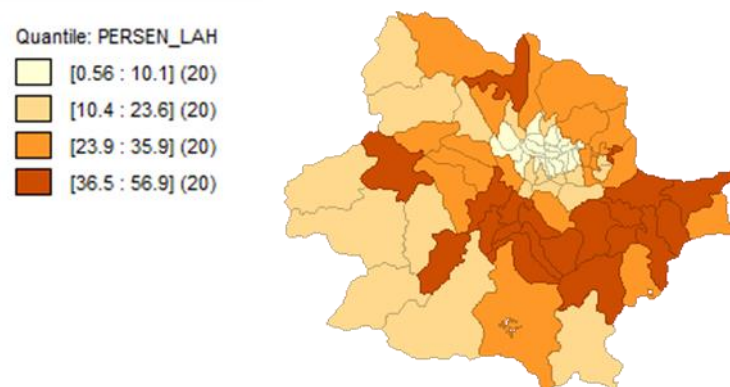 Quantile: PERSEN_LAH
[0.56 : 10.1] (20)
[10.4 : 23.6] (20)
[23.9 : 35.9] (20)
[36.5 : 56.9] (20)